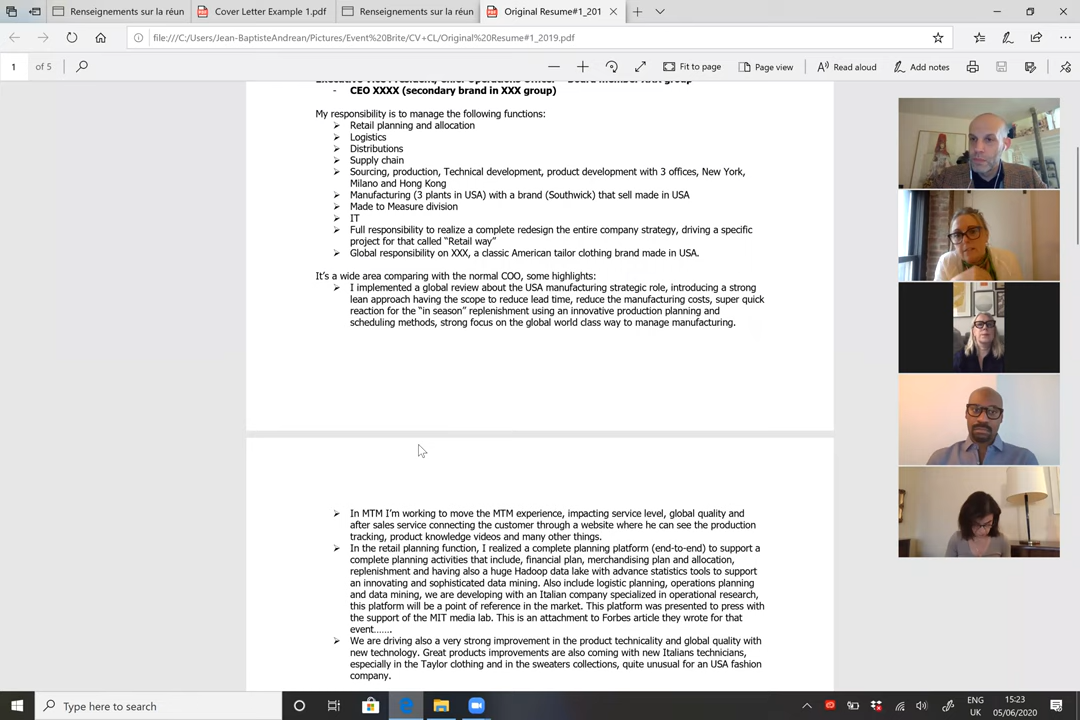 Renseignements sur la réun
Cover Letter Example 1.pdf
Renseignements sur la réun
Original Resume#1_201
file:///C:/Users/Jean-BaptisteAndrean/Pictures/Event%20Brite/CV+CL/Original%20Resume#1_2019.pdf
1 of 5
Fit to page
Page view
Read aloud
Add notes
- CEO XXXX (secondary brand in XXX group)
My responsibility is to manage the following functions:
➢ Retail planning and allocation
➢ Logistics
➢ Distributions
➢ Supply chain
➢ Sourcing, production, Technical development, product development with 3 offices, New York,
Milano and Hong Kong
➢ Manufacturing (3 plants in USA) with a brand (Southwick) that sell made in USA
➢ Made to Measure division
➢ IT
➢ Full responsibility to realize a complete redesign the entire company strategy, driving a specific
project for that called “Retail way”
➢ Global responsibility on XXX, a classic American tailor clothing brand made in USA.
It’s a wide area comparing with the normal COO, some highlights:
➢ I implemented a global review about the USA manufacturing strategic role, introducing a strong
lean approach having the scope to reduce lead time, reduce the manufacturing costs, super quick
reaction for the “in season” replenishment using an innovative production planning and
scheduling methods, strong focus on the global world class way to manage manufacturing.
➢ In MTM I’m working to move the MTM experience, impacting service level, global quality and
after sales service connecting the customer through a website where he can see the production
tracking, product knowledge videos and many other things.
➢ In the retail planning function, I realized a complete planning platform (end-to-end) to support a
complete planning activities that include, financial plan, merchandising plan and allocation,
replenishment and having also a huge Hadoop data lake with advance statistics tools to support
an innovating and sophisticated data mining. Also include logistic planning, operations planning
and data mining, we are developing with an Italian company specialized in operational research,
this platform will be a point of reference in the market. This platform was presented to press with
the support of the MIT media lab. This is an attachment to Forbes article they wrote for that
event…….
➢ We are driving also a very strong improvement in the product technicality and global quality with
new technology. Great products improvements are also coming with new Italians technicians,
especially in the Taylor clothing and in the sweaters collections, quite unusual for an USA fashion
company.
Type here to search
ENG
UK
15:23
05/06/2020